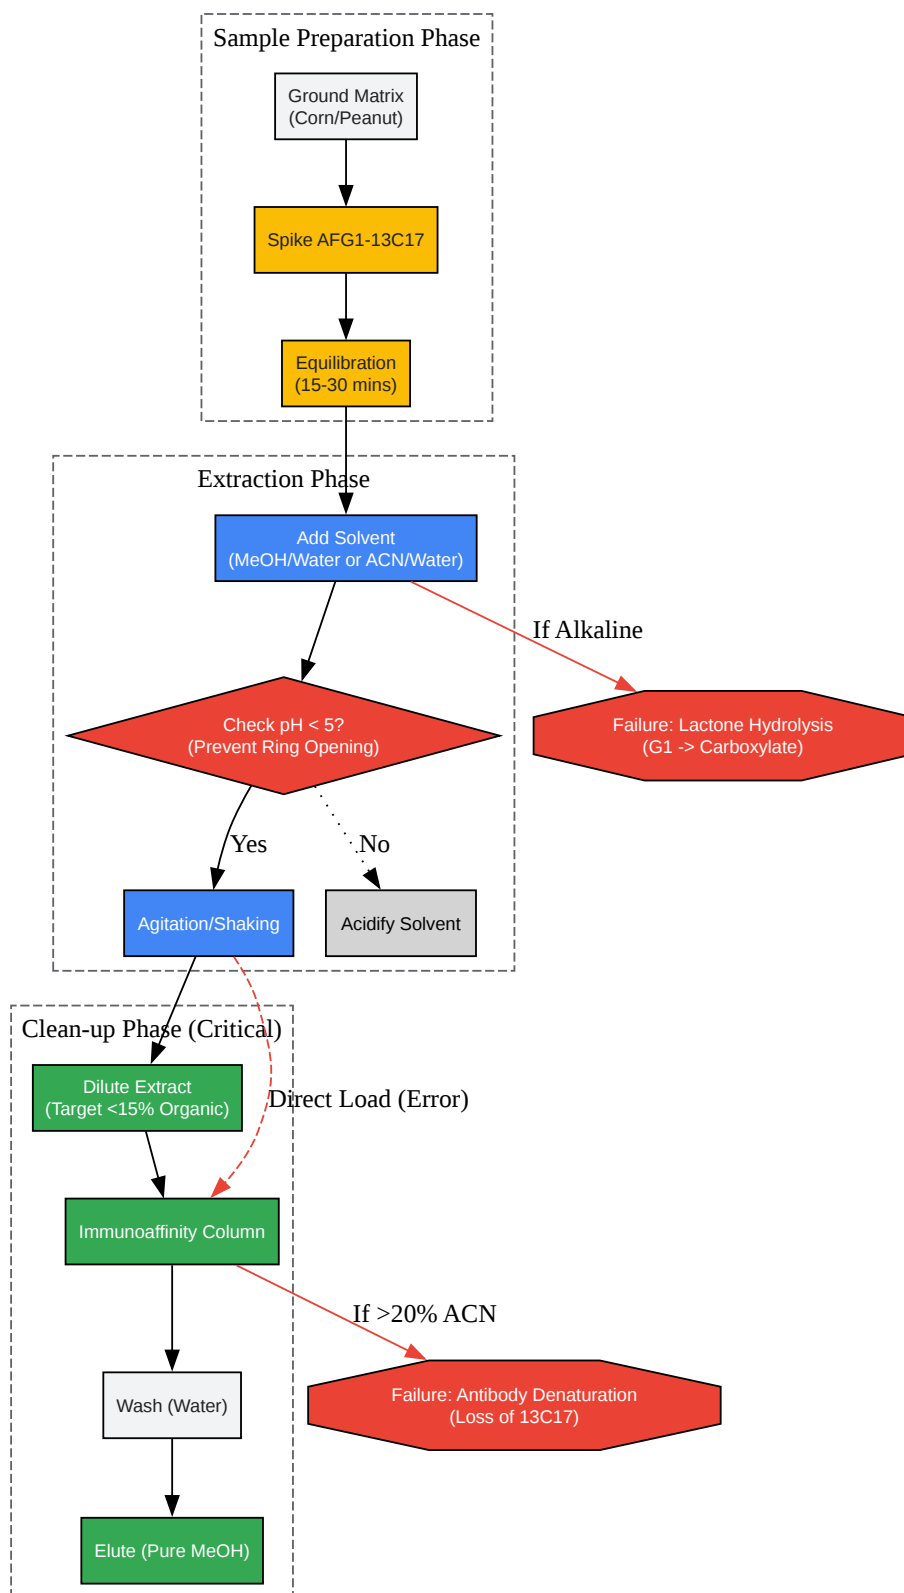 Sample Preparation Phase
Ground Matrix
(Corn/Peanut)
Spike AFG1-13C17
Equilibration
(15-30 mins)
Extraction Phase
Add Solvent
(MeOH/Water or ACN/Water)
If Alkaline
Check pH < 5?
(Prevent Ring Opening)
Failure: Lactone Hydrolysis
(G1 -> Carboxylate)
Yes
No
Agitation/Shaking
Acidify Solvent
Clean-up Phase (Critical)
Dilute Extract
(Target <15% Organic)
Direct Load (Error)
Immunoaffinity Column
If >20% ACN
Wash (Water)
Failure: Antibody Denaturation
(Loss of 13C17)
Elute (Pure MeOH)